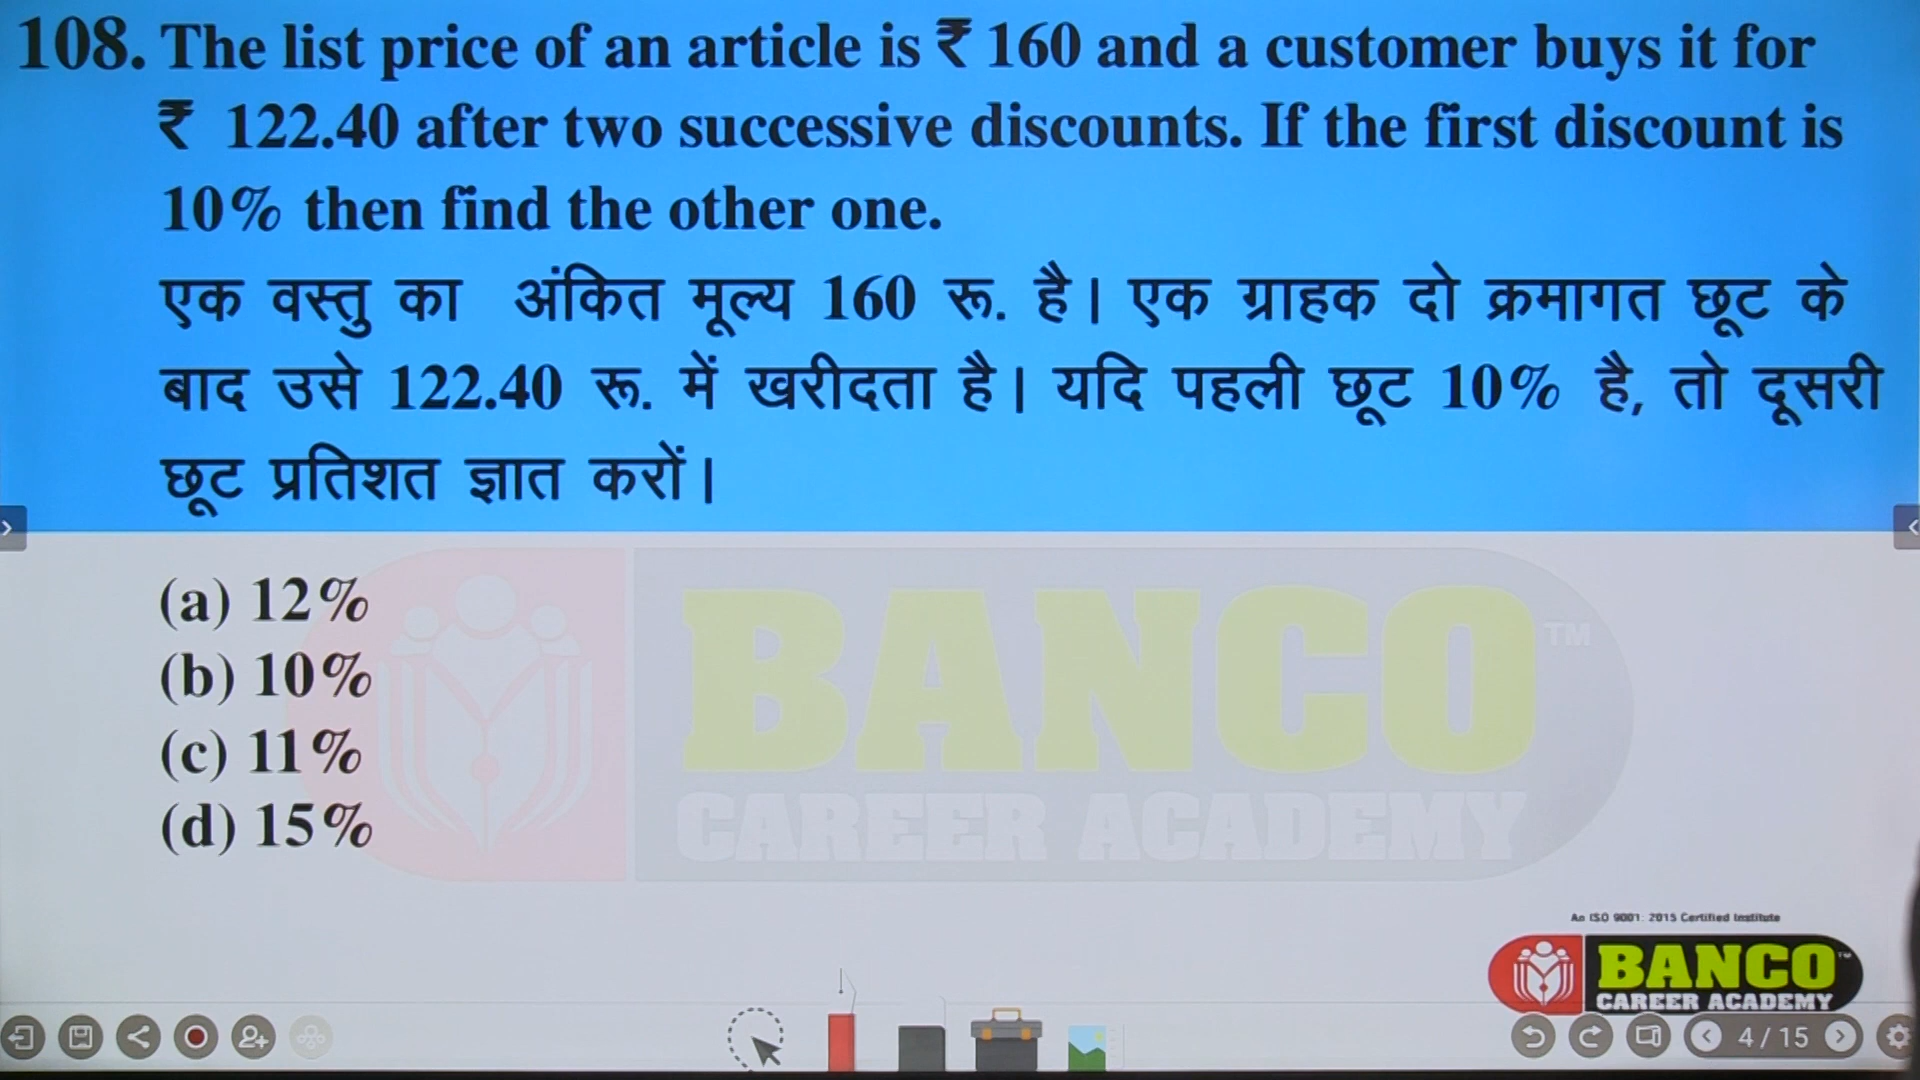 108. The list price of an article is ₹ 160 and a customer buys it for
₹ 122.40 after two successive discounts. If the first discount is
10% then find the other one.
एक वस्तु का अंकित मूल्य 160 रू. है। एक ग्राहक दो क्रमागत छूट के
बाद उसे 122.40 रू. में खरीदता है। यदि पहली छूट 10% है, तो दूसरी
छूट प्रतिशत ज्ञात करों।
(a) 12%
(b) 10%
(c) 11%
(d) 15%
BANCO TM
CAREER ACADEMY
An ISO 9001: 2015 Certified Institute
BANCO TM
CAREER ACADEMY
4 / 15